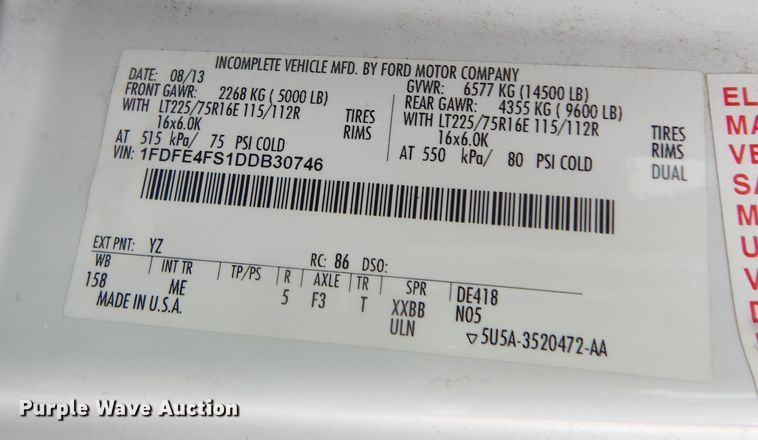 INCOMPLETE VEHICLE MFD. BY FORD MOTOR COMPANY
DATE: 08/13
GVWR: 6577 KG (14500 LB)
FRONT GAWR: 2268 KG ( 5000 LB)
REAR GAWR: 4355 KG ( 9600 LB)
WITH LT225/75R16E 115/112R TIRES
16x6.0K RIMS
WITH LT225/75R16E 115/112R TIRES
16x6.0K RIMS
AT 515 kPa/ 75 PSI COLD
AT 550 kPa/ 80 PSI COLD DUAL
VIN: 1FDFE4FS1DDB30746
EXT PNT: YZ RC: 86 DSO:
WB INT TR TP/PS R AXLE TR SPR
158 ME 5 F3 T XXBB
ULN
DE418
N05
MADE IN U.S.A.
▽5U5A-3520472-AA
EL
MA
VE
SA
M
U
V
Purple Wave Auction